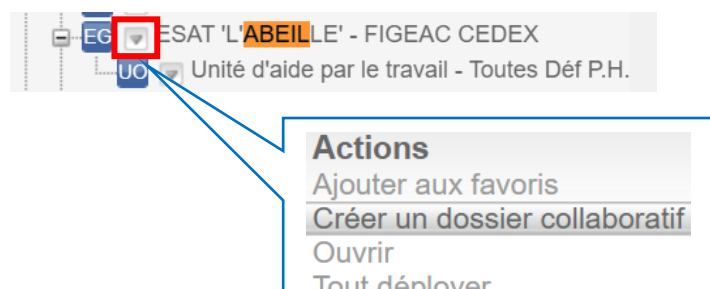 EG ESAT 'L'ABEILLE' - FIGEAC CEDEX
UO Unité d'aide par le travail - Toutes Déf P.H.
Actions
Ajouter aux favoris
Créer un dossier collaboratif
Ouvrir
Tout déployer